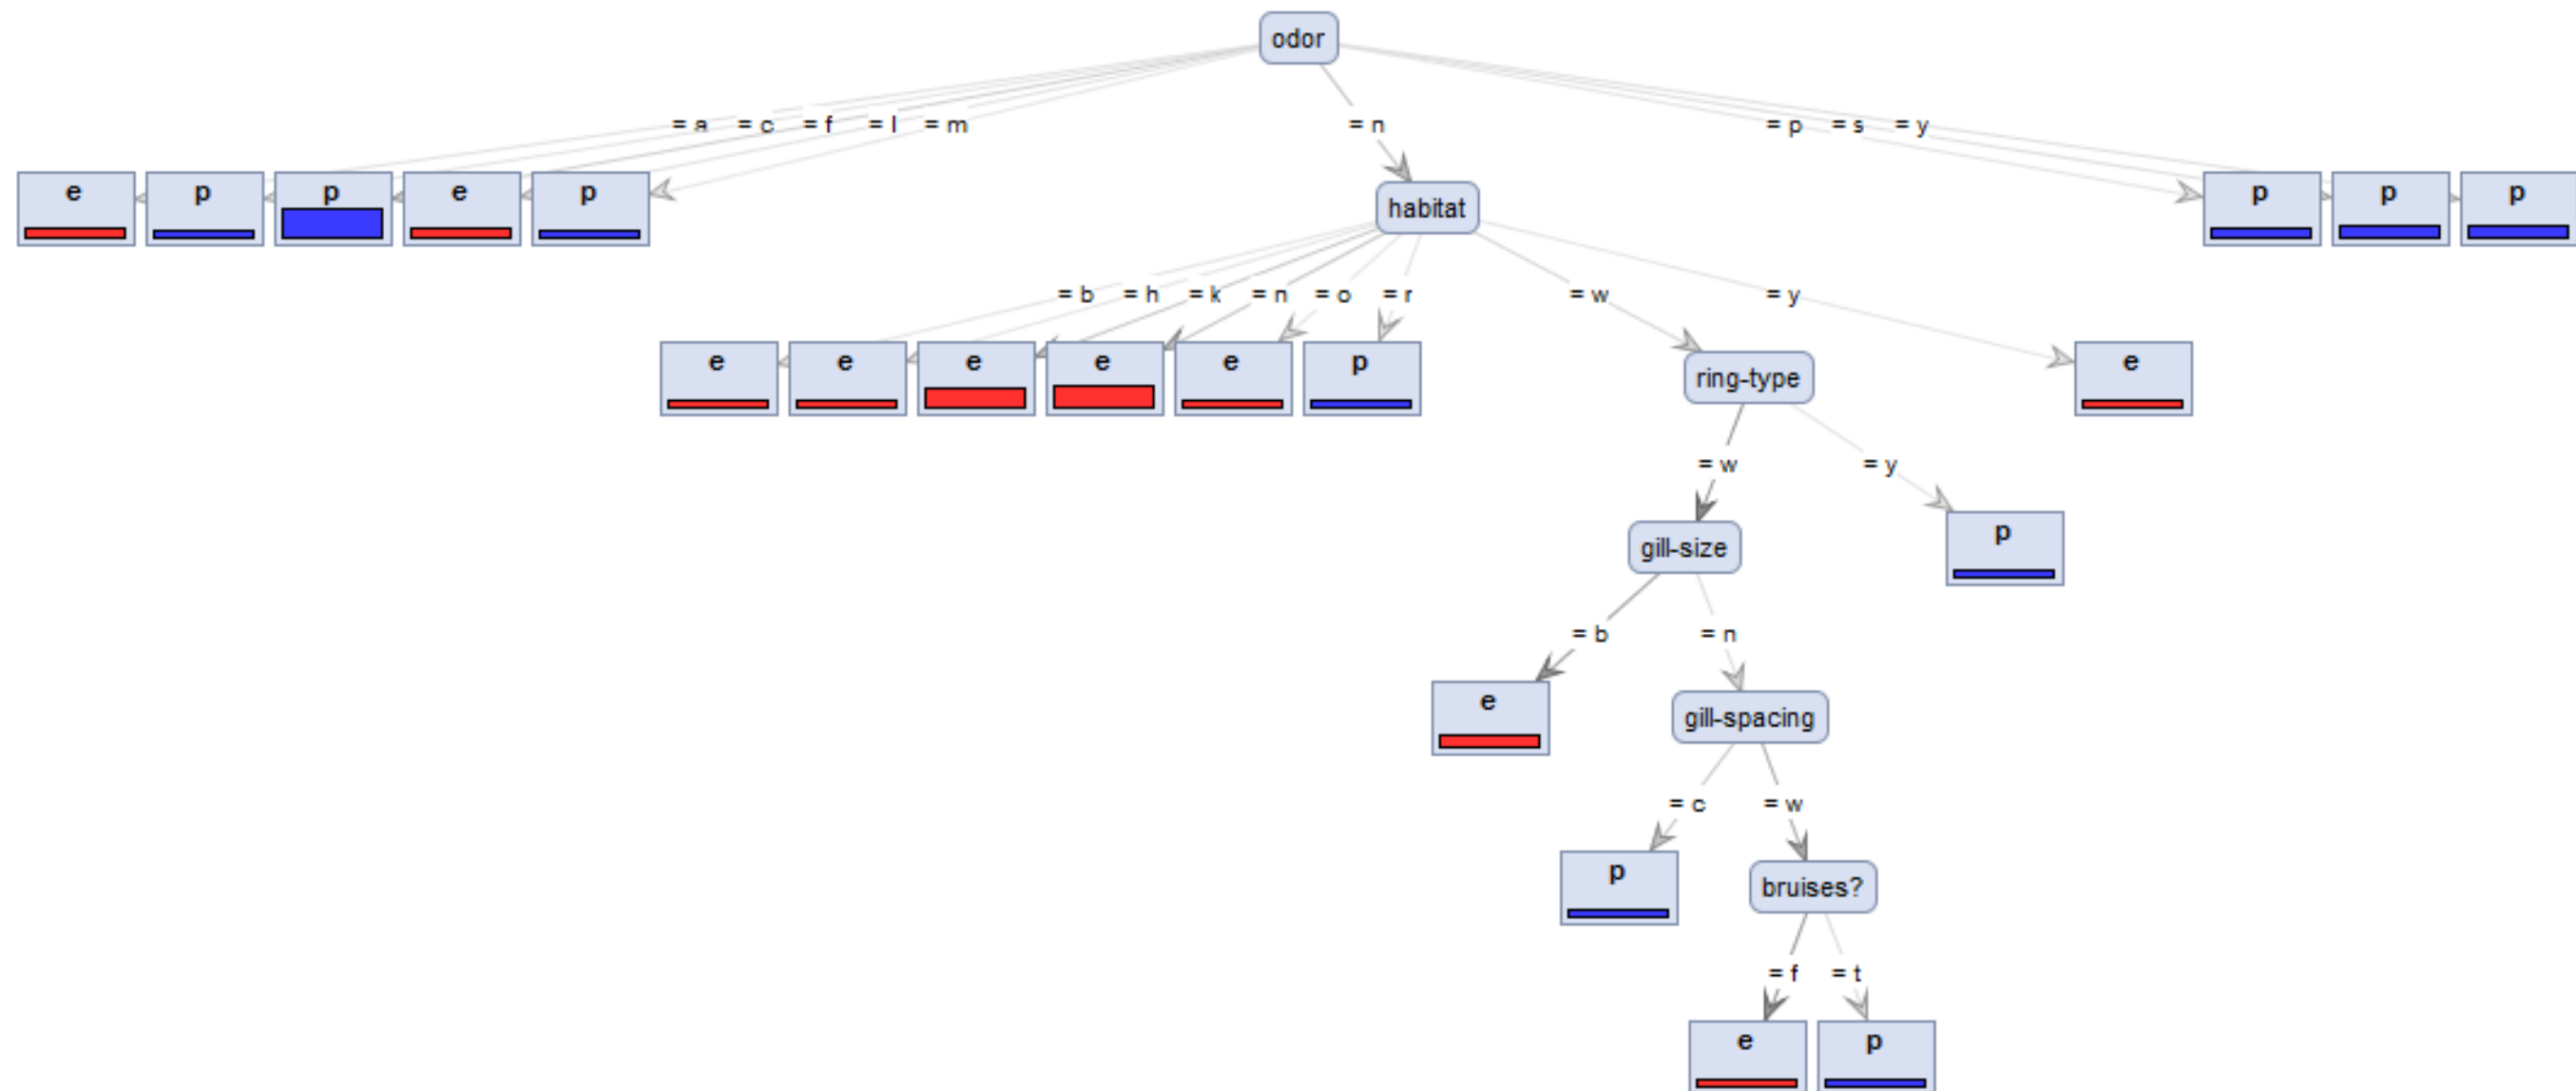 odor
= a = c = f = l = m = n = p = s = y
e p p e p p p p
habitat
= b = h = k = n = o = r = w = y
e e e e e p e
ring-type
= w = y
p
gill-size
= b = n
e
gill-spacing
= c = w
p
bruises?
= f = t
e p